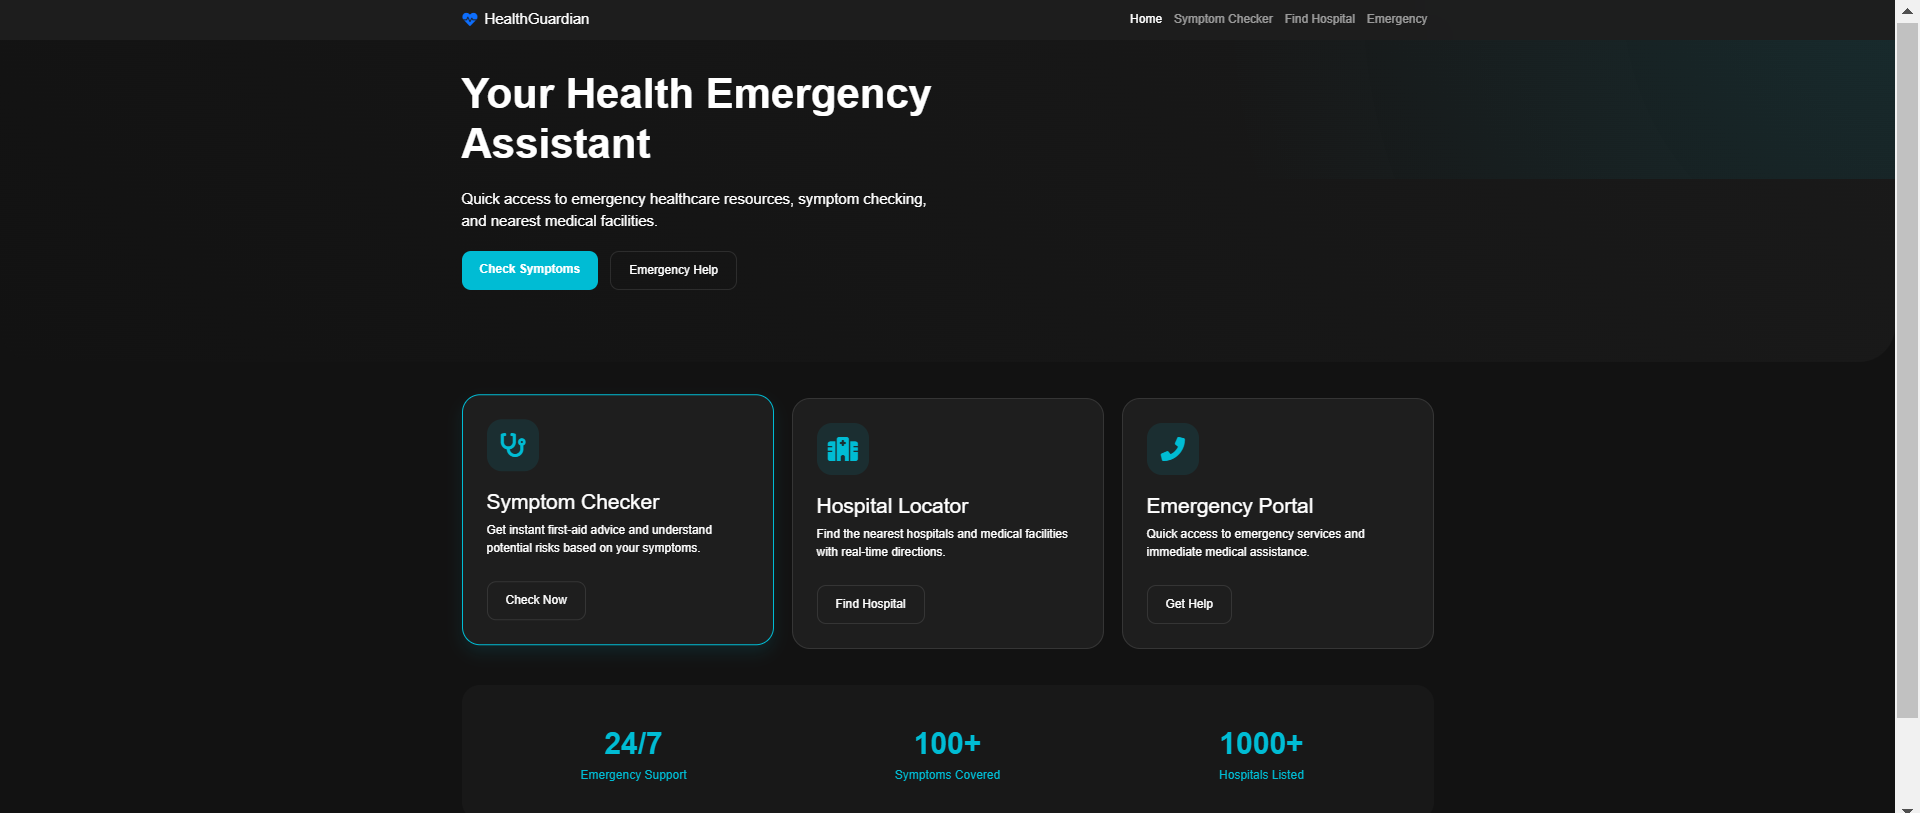 HealthGuardian
Home Symptom Checker Find Hospital Emergency
Your Health Emergency
Assistant
Quick access to emergency healthcare resources, symptom checking,
and nearest medical facilities.
Check Symptoms Emergency Help
Symptom Checker
Get instant first-aid advice and understand
potential risks based on your symptoms.
Check Now
Hospital Locator
Find the nearest hospitals and medical facilities
with real-time directions.
Find Hospital
Emergency Portal
Quick access to emergency services and
immediate medical assistance.
Get Help
24/7
Emergency Support
100+
Symptoms Covered
1000+
Hospitals Listed